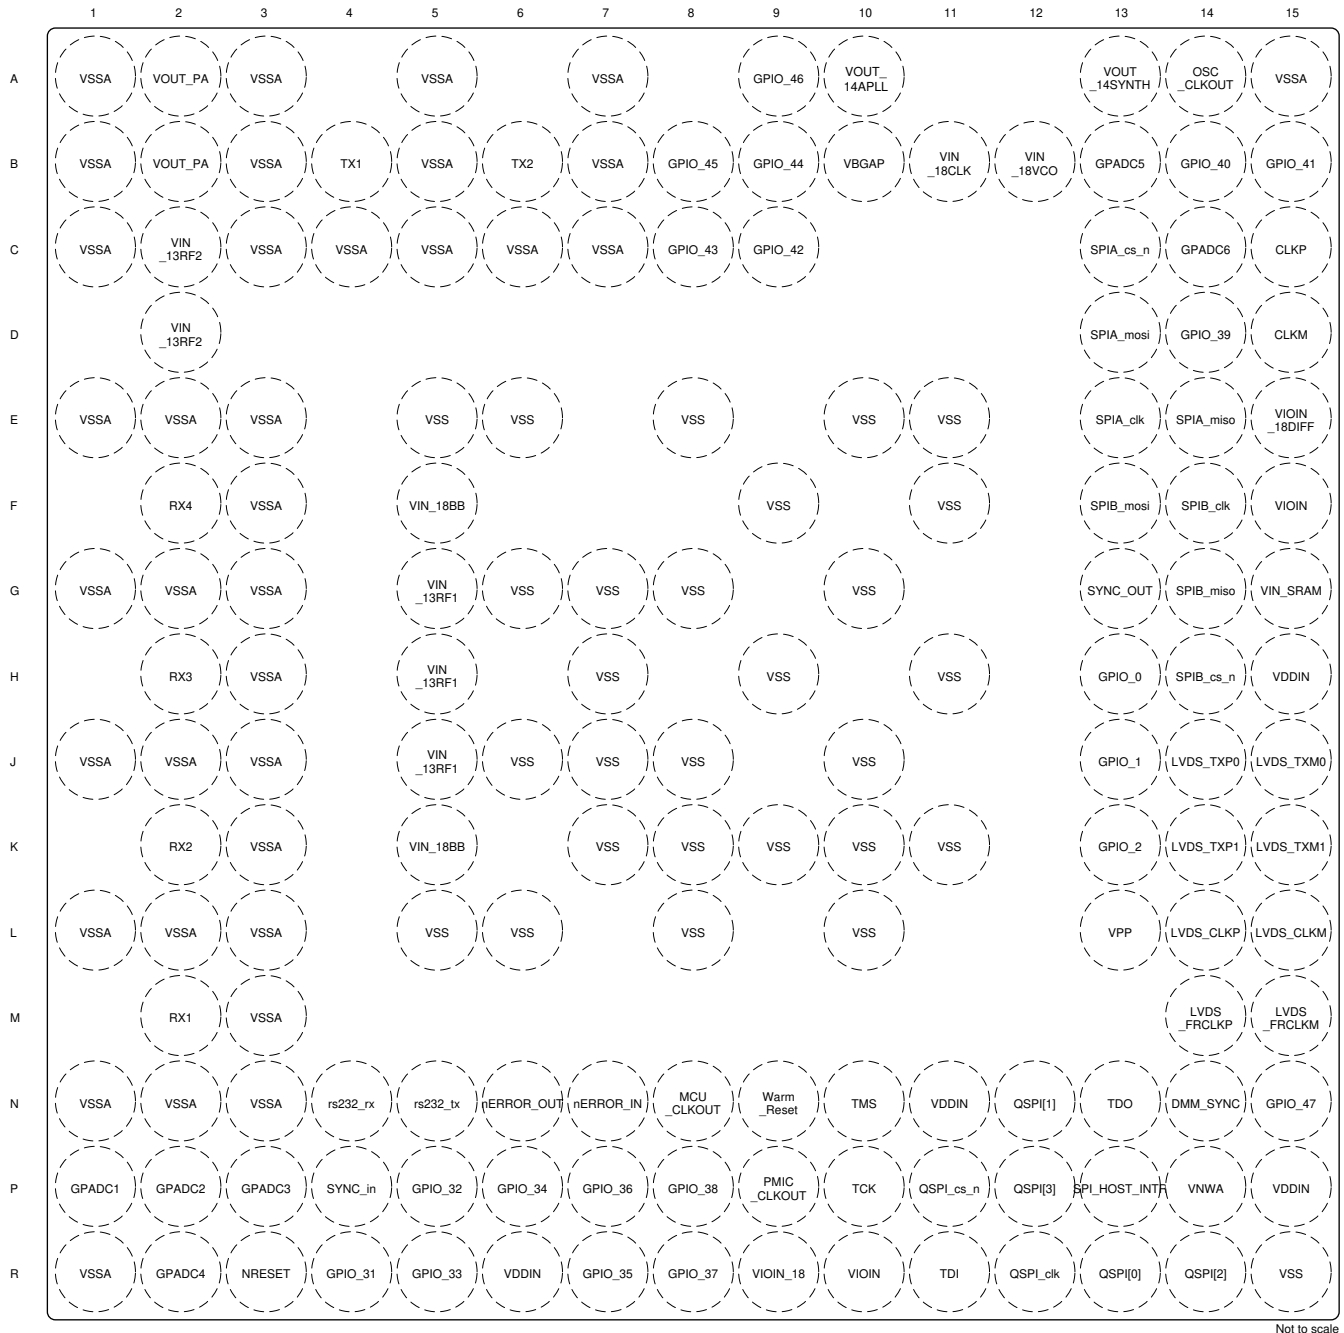 1 2 3 4 5 6 7 8 9 10 11 12 13 14 15
A VSSA VOUT_PA VSSA VSSA VSSA GPIO_46 VOUT_ 14APLL VOUT _14SYNTH OSC _CLKOUT VSSA
B VSSA VOUT_PA VSSA TX1 VSSA TX2 VSSA GPIO_45 GPIO_44 VBGAP VIN _18CLK VIN _18VCO GPADC5 GPIO_40 GPIO_41
C VSSA VIN _13RF2 VSSA VSSA VSSA VSSA VSSA GPIO_43 GPIO_42 SPIA_cs_n GPADC6 CLKP
D VIN _13RF2 SPIA_mosi GPIO_39 CLKM
E VSSA VSSA VSSA VSS VSS VSS VSS VSS SPIA_clk SPIA_miso VIOIN _18DIFF
F RX4 VSSA VIN_18BB VSS VSS SPIB_mosi SPIB_clk VIOIN
G VSSA VSSA VSSA VIN _13RF1 VSS VSS VSS VSS SYNC_OUT SPIB_miso VIN_SRAM
H RX3 VSSA VIN _13RF1 VSS VSS VSS GPIO_0 SPIB_cs_n VDDIN
J VSSA VSSA VSSA VIN _13RF1 VSS VSS VSS VSS GPIO_1 LVDS_TXP0 LVDS_TXM0
K RX2 VSSA VIN_18BB VSS VSS VSS VSS VSS GPIO_2 LVDS_TXP1 LVDS_TXM1
L VSSA VSSA VSSA VSS VSS VSS VSS VPP LVDS_CLKP LVDS_CLKM
M RX1 VSSA LVDS _FRCLKP LVDS _FRCLKM
N VSSA VSSA VSSA rs232_rx rs232_tx nERROR_OUT nERROR_IN MCU _CLKOUT Warm _Reset TMS VDDIN QSPI[1] TDO DMM_SYNC GPIO_47
P GPADC1 GPADC2 GPADC3 SYNC_in GPIO_32 GPIO_34 GPIO_36 GPIO_38 PMIC _CLKOUT TCK QSPI_cs_n QSPI[3] SPI_HOST_INTR VNWA VDDIN
R VSSA GPADC4 NRESET GPIO_31 GPIO_33 VDDIN GPIO_35 GPIO_37 VIOIN_18 VIOIN TDI QSPI_clk QSPI[0] QSPI[2] VSS
Not to scale